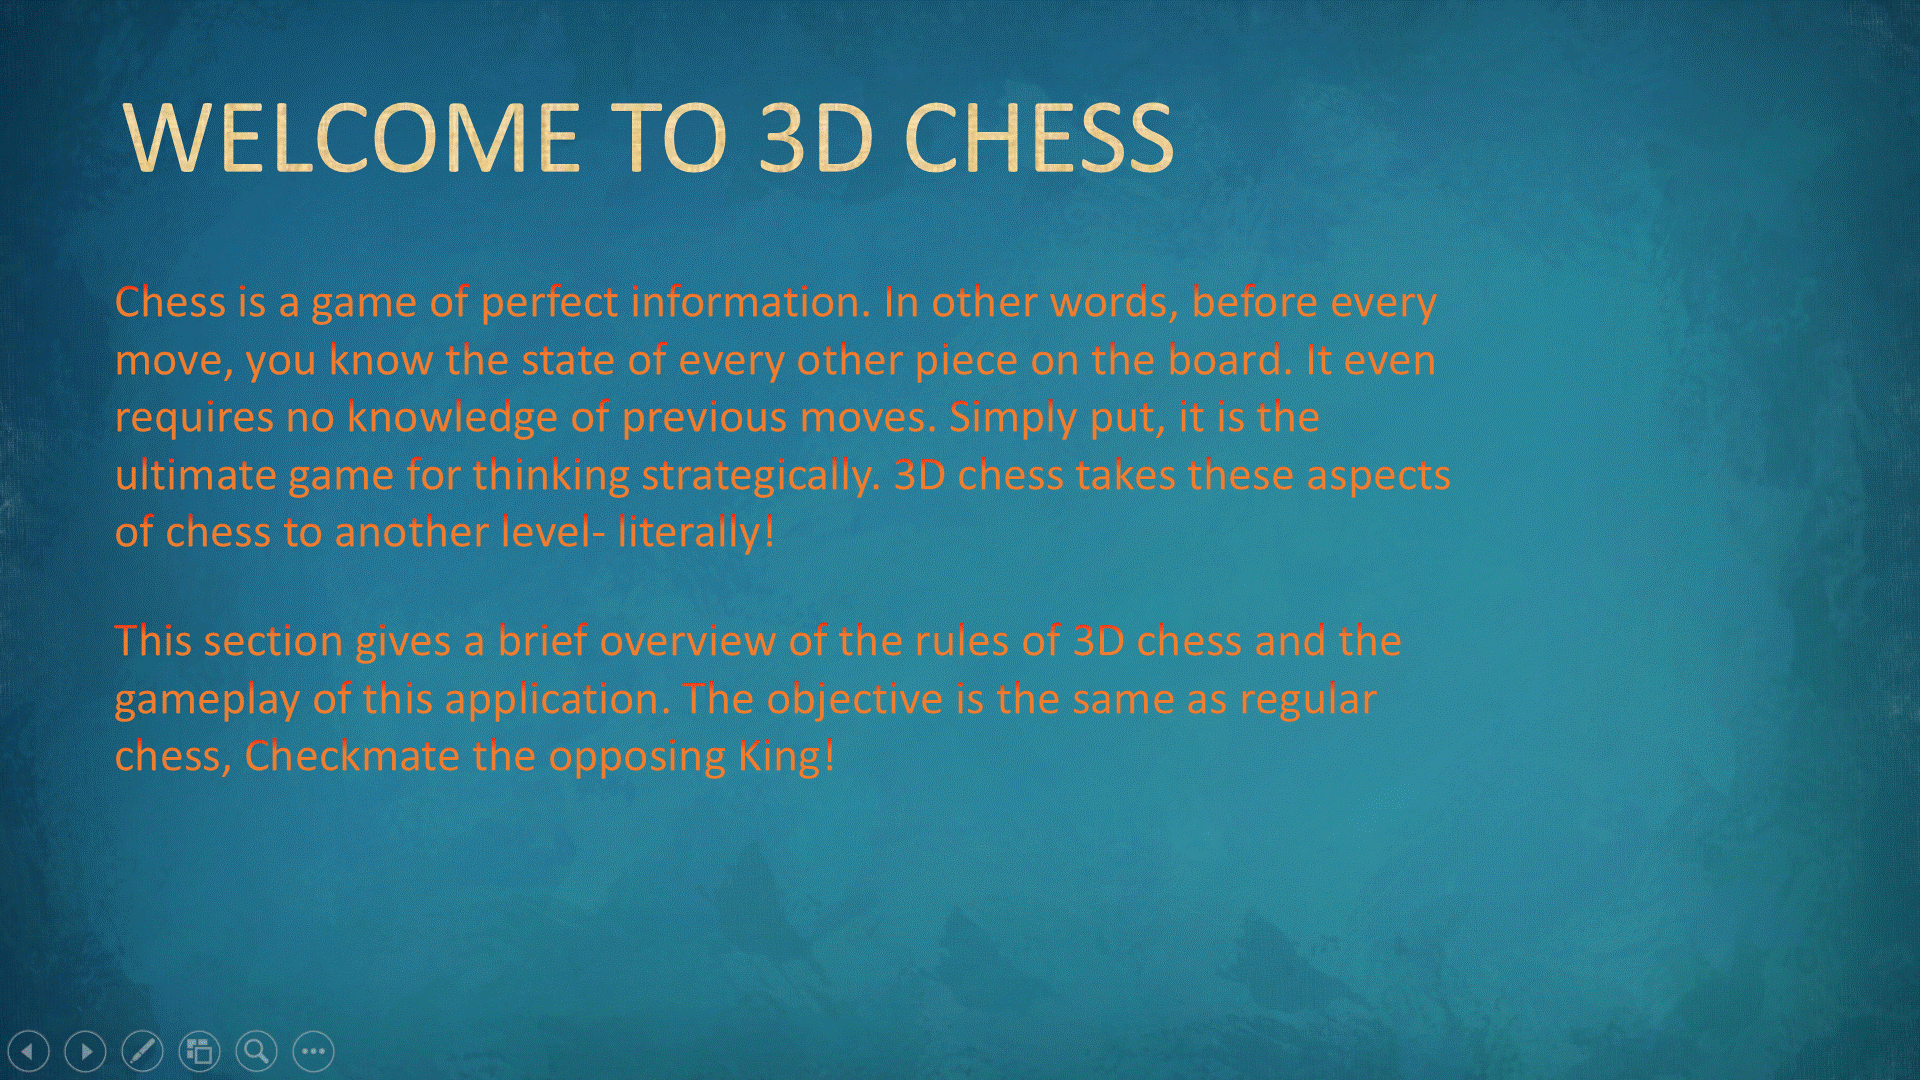 WELCOME TO 3D CHESS
Chess is a game of perfect information. In other words, before every
move, you know the state of every other piece on the board. It even
requires no knowledge of previous moves. Simply put, it is the
ultimate game for thinking strategically. 3D chess takes these aspects
of chess to another level- literally!
This section gives a brief overview of the rules of 3D chess and the
gameplay of this application. The objective is the same as regular
chess, Checkmate the opposing King!